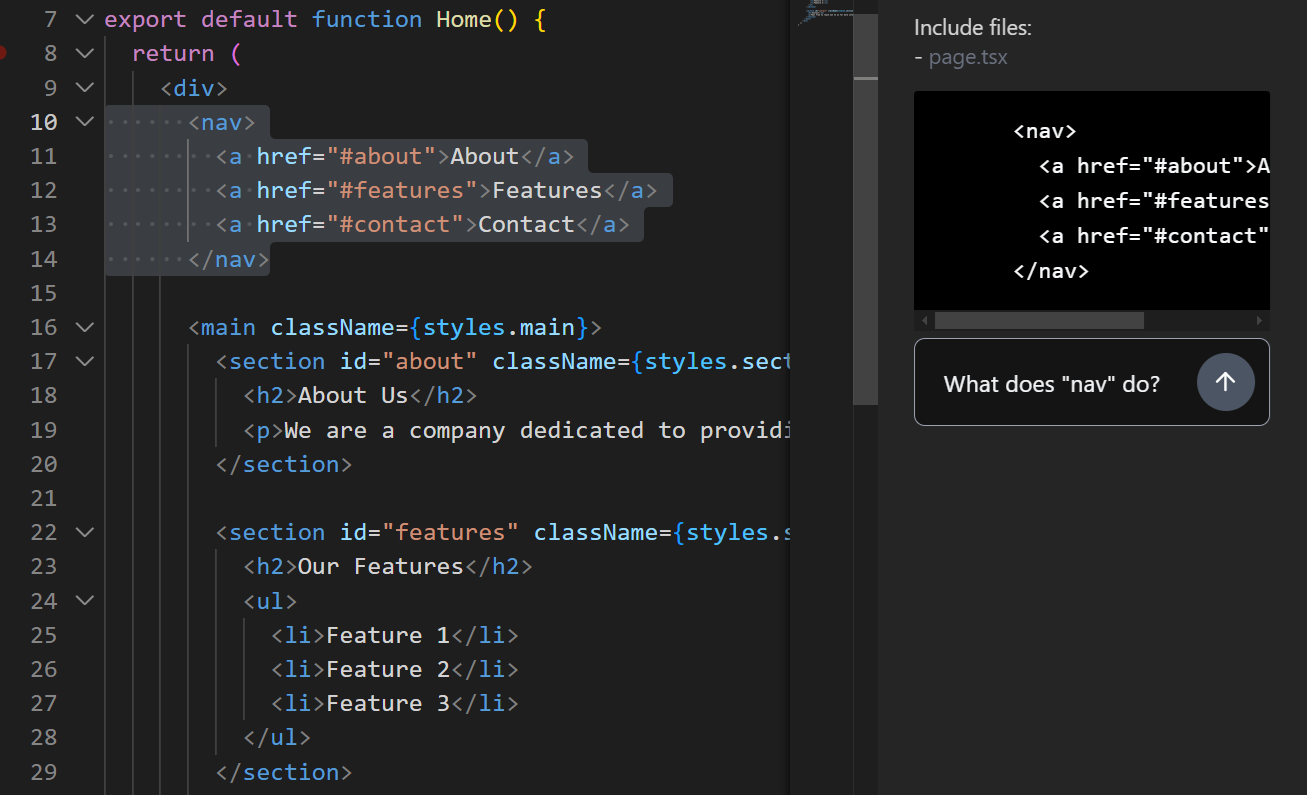 7 export default function Home() {
8 return (
9 <div>
10 <nav>
11 <a href="#about">About</a>
12 <a href="#features">Features</a>
13 <a href="#contact">Contact</a>
14 </nav>
15
16 <main className={styles.main}>
17 <section id="about" className={styles.sect
18 <h2>About Us</h2>
19 <p>We are a company dedicated to providi
20 </section>
21
22 <section id="features" className={styles.s
23 <h2>Our Features</h2>
24 <ul>
25 <li>Feature 1</li>
26 <li>Feature 2</li>
27 <li>Feature 3</li>
28 </ul>
29 </section>
Include files:
- page.tsx
<nav>
<a href="#about">A
<a href="#features
<a href="#contact"
</nav>
What does "nav" do?